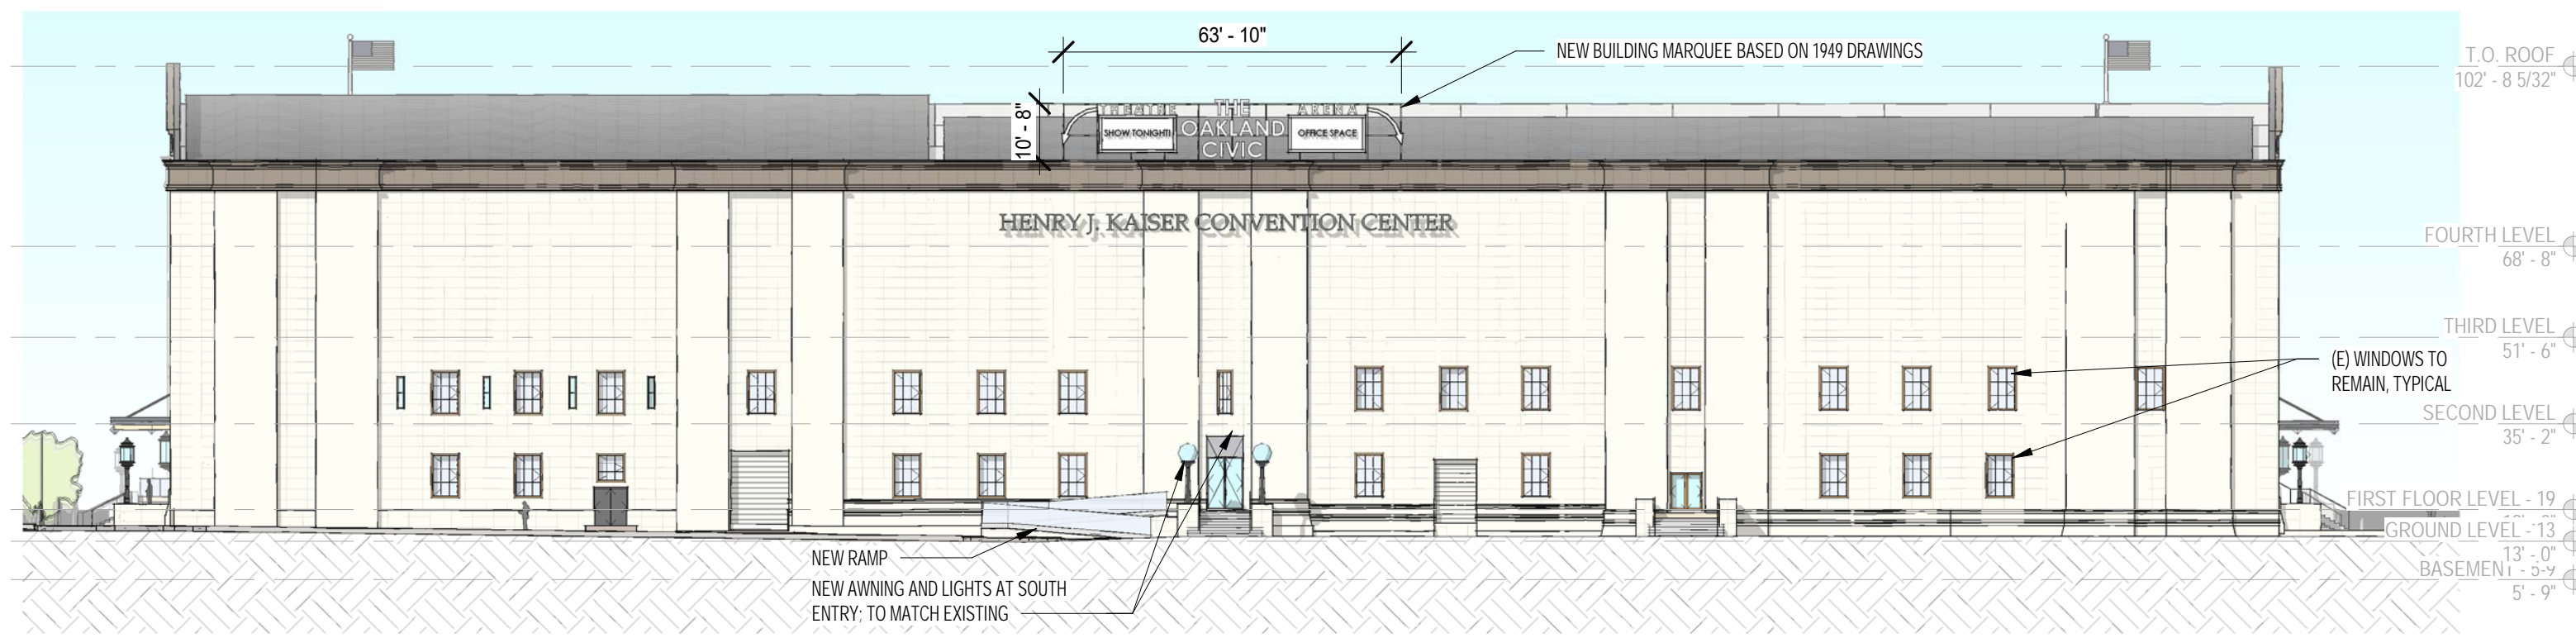 63' - 10"
NEW BUILDING MARQUEE BASED ON 1949 DRAWINGS
T.O. ROOF
102' - 8 5/32"
10' - 8"
THEATRE
THE
ARENA
SHOW TONIGHT!
OAKLAND
OFFICE SPACE
CIVIC
HENRY J. KAISER CONVENTION CENTER
FOURTH LEVEL
68' - 8"
THIRD LEVEL
51' - 6"
(E) WINDOWS TO
REMAIN, TYPICAL
SECOND LEVEL
35' - 2"
FIRST FLOOR LEVEL - 19
GROUND LEVEL - 13
13' - 0"
BASEMENT - 5-9
5' - 9"
NEW RAMP
NEW AWNING AND LIGHTS AT SOUTH
ENTRY; TO MATCH EXISTING